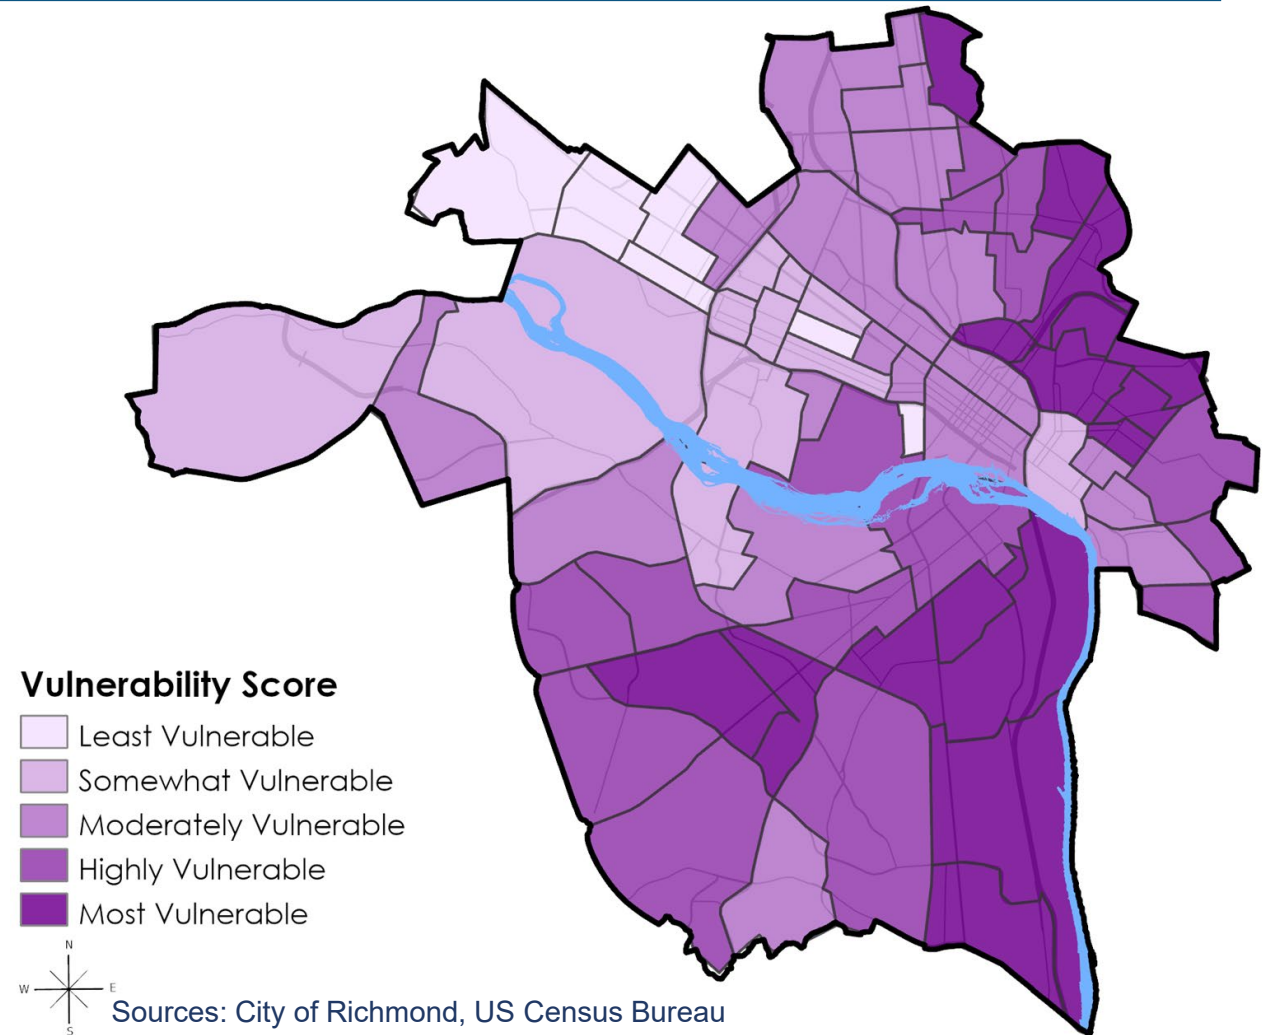 Vulnerability Score
Least Vulnerable
Somewhat Vulnerable
Moderately Vulnerable
Highly Vulnerable
Most Vulnerable
N
W E
S
Sources: City of Richmond, US Census Bureau